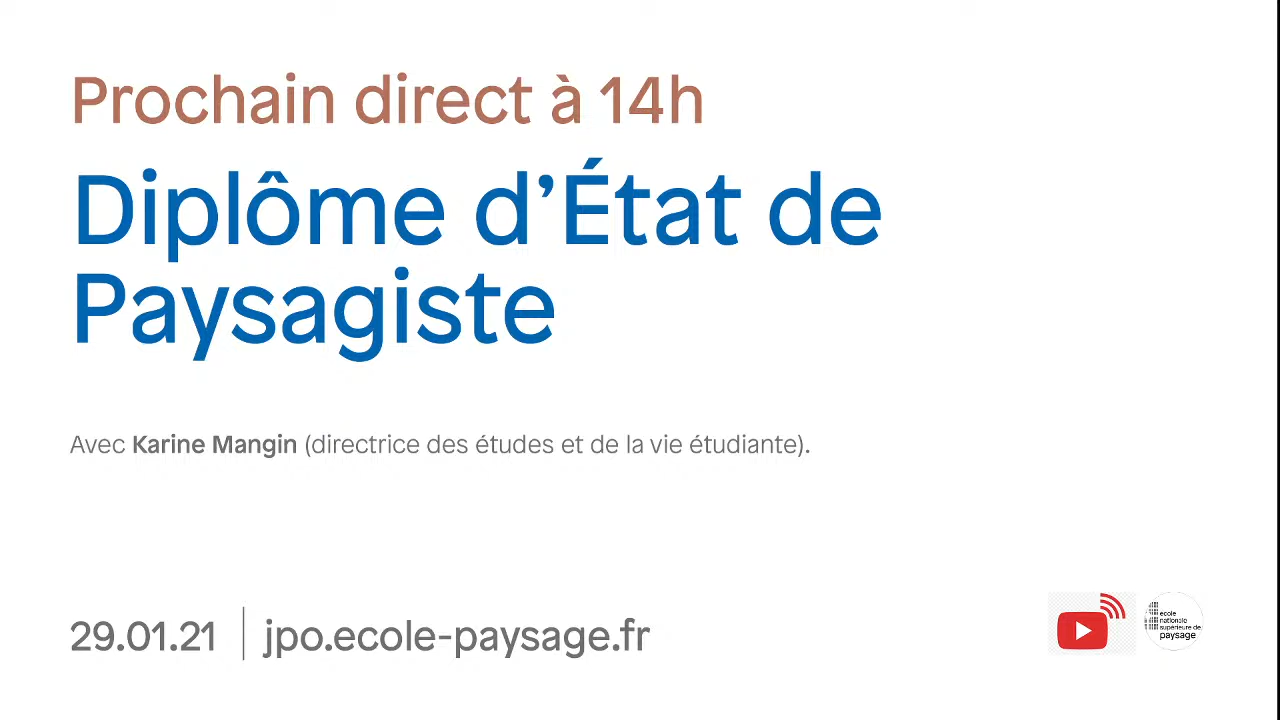 Prochain direct à 14h
Diplôme d’État de
Paysagiste
Avec Karine Mangin (directrice des études et de la vie étudiante).
29.01.21 | jpo.ecole-paysage.fr
école
nationale
supérieure de
paysage